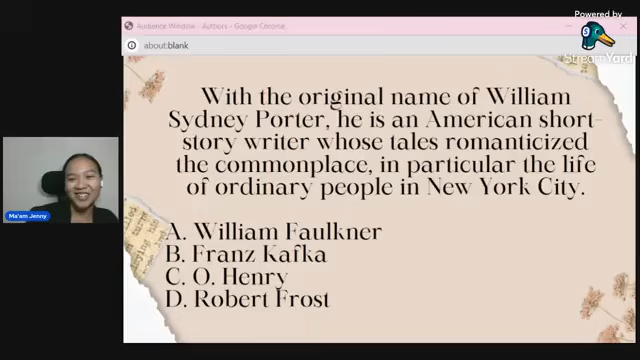 Powered by
StreamYard
Audience Window - Authors - Google Chrome
about:blank
With the original name of William
Sydney Porter, he is an American short-
story writer whose tales romanticized
the commonplace, in particular the life
of ordinary people in New York City.
A. William Faulkner
B. Franz Kafka
C. O. Henry
D. Robert Frost
Ma'am Jenny